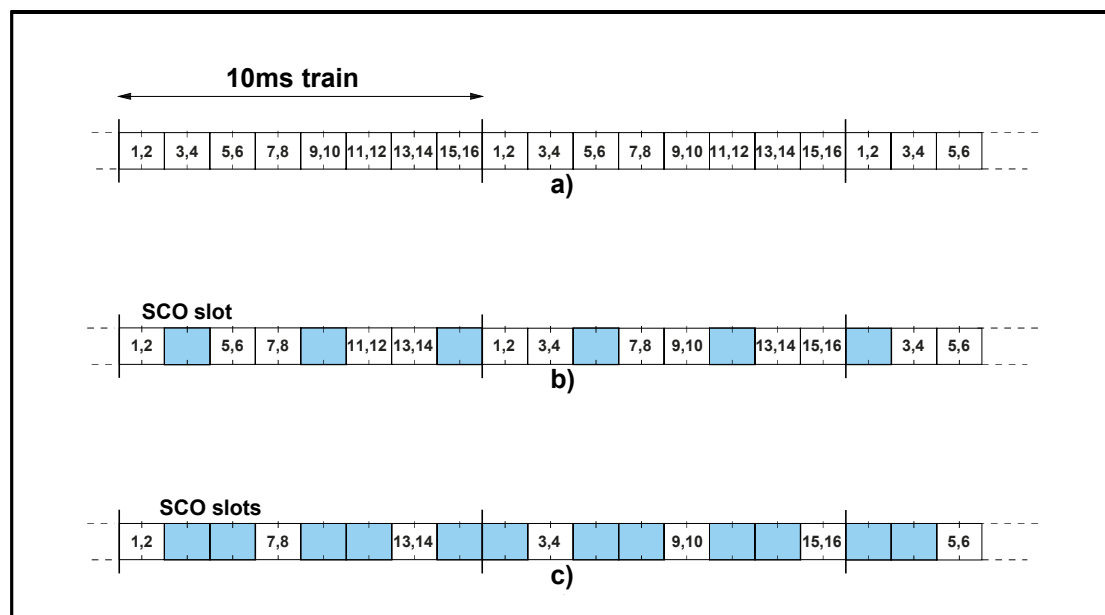 10ms train
1,2 3,4 5,6 7,8 9,10 11,12 13,14 15,16 1,2 3,4 5,6 7,8 9,10 11,12 13,14 15,16 1,2 3,4 5,6
a)
SCO slot
1,2 5,6 7,8 11,12 13,14 1,2 3,4 7,8 9,10 13,14 15,16 3,4 5,6
b)
SCO slots
1,2 7,8 13,14 3,4 9,10 15,16 5,6
c)